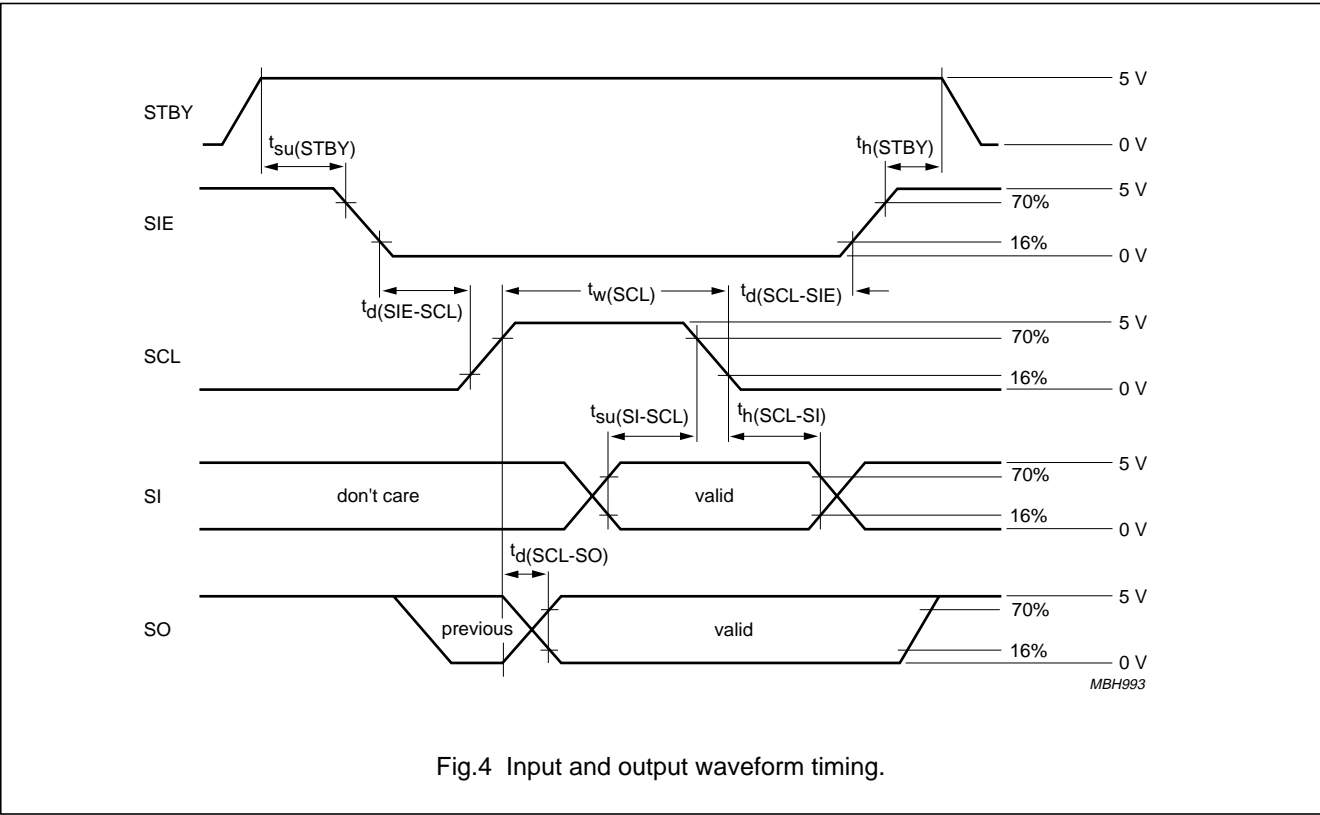 5 V
STBY
tsu(STBY)
th(STBY)
0 V
5 V
70%
SIE
16%
0 V
td(SIE-SCL)
tw(SCL)
td(SCL-SIE)
5 V
70%
SCL
16%
0 V
tsu(SI-SCL)
th(SCL-SI)
5 V
70%
SI
don't care
valid
16%
0 V
td(SCL-SO)
5 V
70%
SO
previous
valid
16%
0 V
MBH993
Fig.4 Input and output waveform timing.